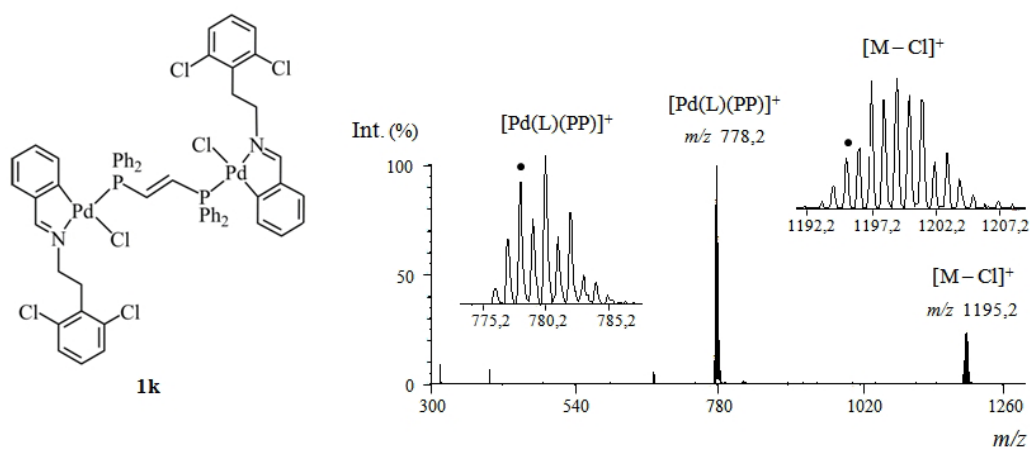 Cl
Cl
N
Cl
Pd
Ph2
P
P
Ph2
Pd
Cl
N
Cl
Cl
1k
Int. (%)
100
50
0
300
540
780
1020
1260
m/z
[Pd(L)(PP)]+
775,2
780,2
785,2
[Pd(L)(PP)]+
m/z 778,2
[M – Cl]+
1192,2
1197,2
1202,2
1207,2
[M – Cl]+
m/z 1195,2